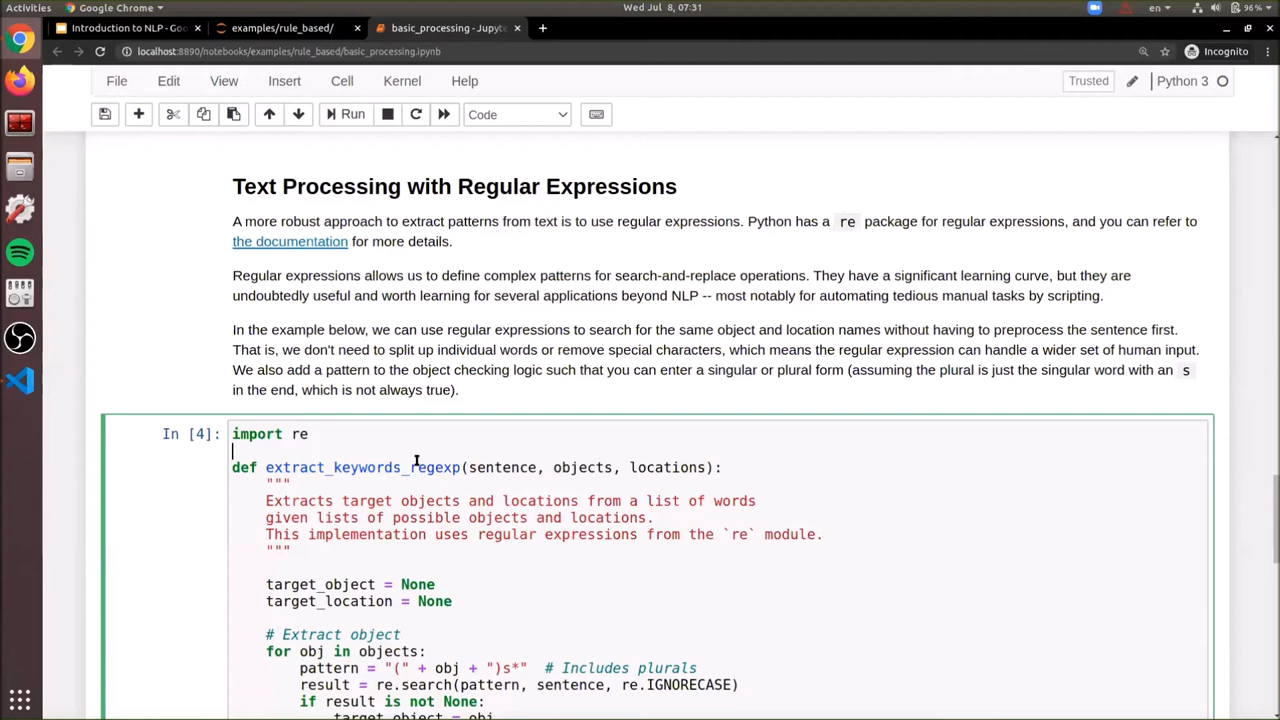 Activities
Google Chrome
Wed Jul 8, 07:31
en
96%
Introduction to NLP - Goo
examples/rule_based/
basic_processing - Jupyte
localhost:8890/notebooks/examples/rule_based/basic_processing.ipynb
Incognito
File Edit View Insert Cell Kernel Help
Trusted
Python 3
Run
Code
Text Processing with Regular Expressions
A more robust approach to extract patterns from text is to use regular expressions. Python has a re package for regular expressions, and you can refer to
the documentation for more details.
Regular expressions allows us to define complex patterns for search-and-replace operations. They have a significant learning curve, but they are
undoubtedly useful and worth learning for several applications beyond NLP -- most notably for automating tedious manual tasks by scripting.
In the example below, we can use regular expressions to search for the same object and location names without having to preprocess the sentence first.
That is, we don't need to split up individual words or remove special characters, which means the regular expression can handle a wider set of human input.
We also add a pattern to the object checking logic such that you can enter a singular or plural form (assuming the plural is just the singular word with an s
in the end, which is not always true).
In [4]:
import re
def extract_keywords_regexp(sentence, objects, locations):
"""
Extracts target objects and locations from a list of words
given lists of possible objects and locations.
This implementation uses regular expressions from the `re` module.
"""
target_object = None
target_location = None
# Extract object
for obj in objects:
pattern = "(" + obj + ")s*" # Includes plurals
result = re.search(pattern, sentence, re.IGNORECASE)
if result is not None:
target_object = obj